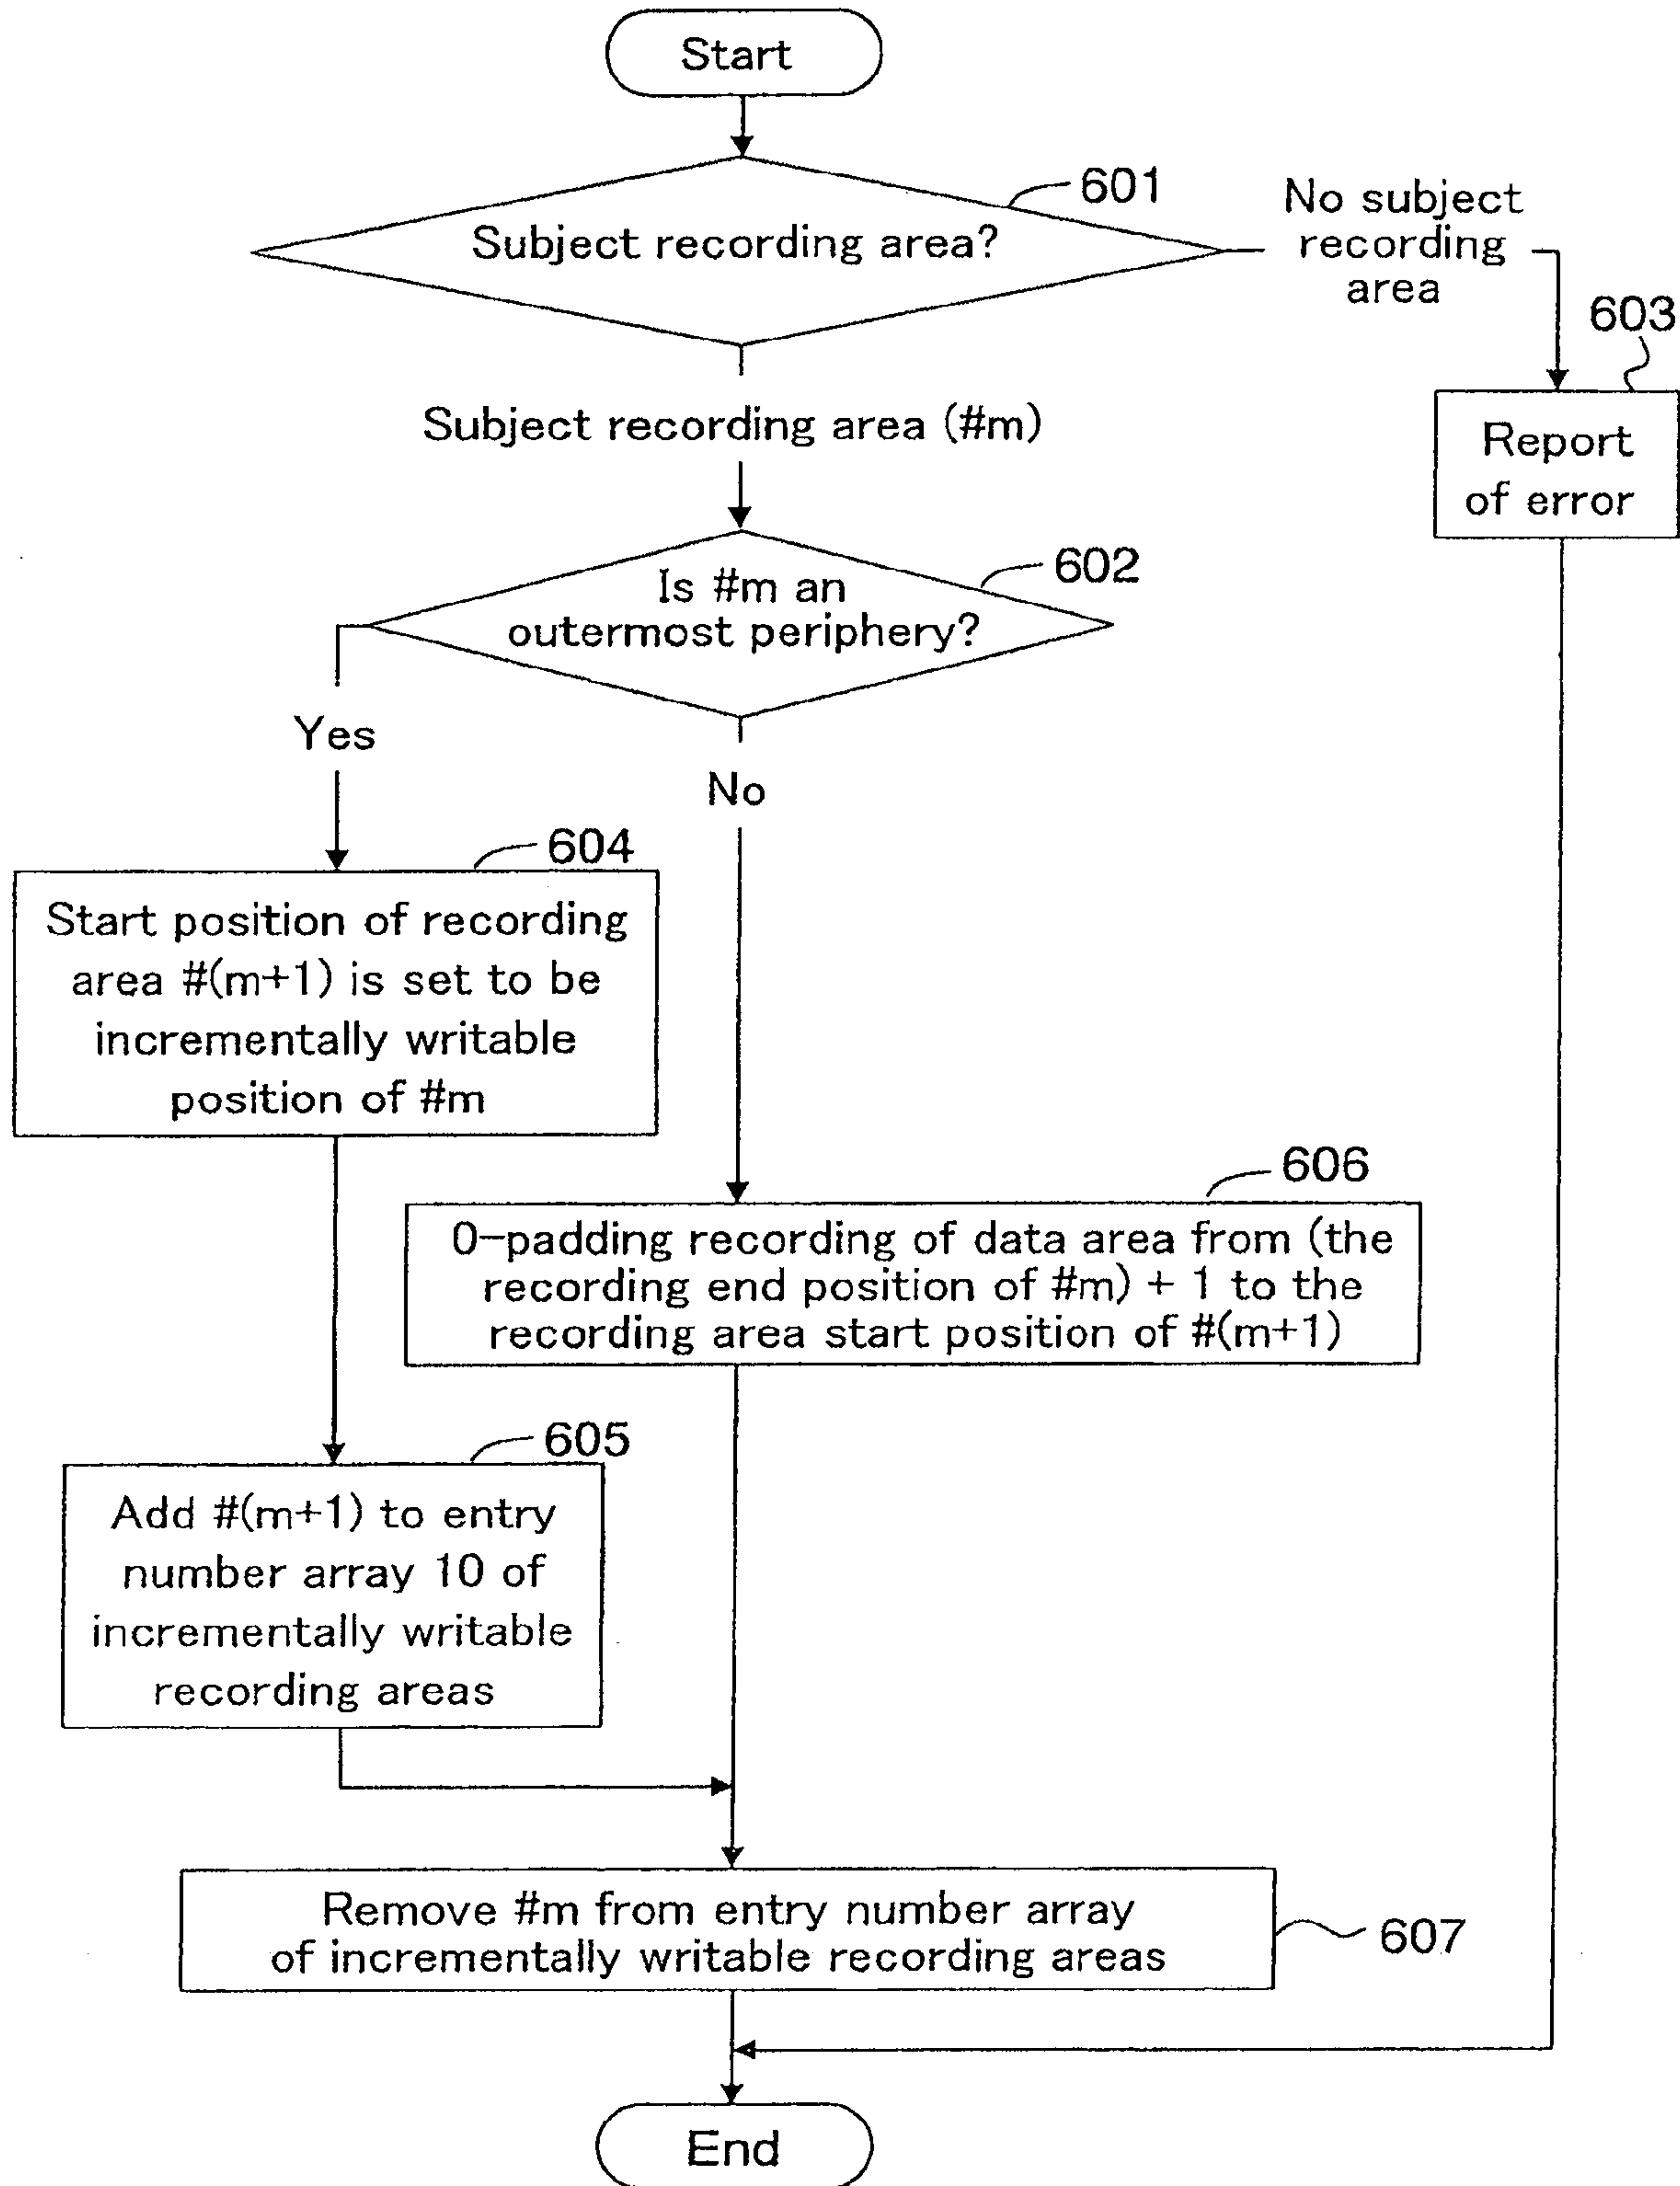 Start
601
Subject recording area?
No subject
recording
area
603
Report
of error
Subject recording area (#m)
602
Is #m an
outermost periphery?
Yes
No
604
Start position of recording
area #(m+1) is set to be
incrementally writable
position of #m
606
0-padding recording of data area from (the
recording end position of #m) + 1 to the
recording area start position of #(m+1)
605
Add #(m+1) to entry
number array 10 of
incrementally writable
recording areas
Remove #m from entry number array
of incrementally writable recording areas
607
End